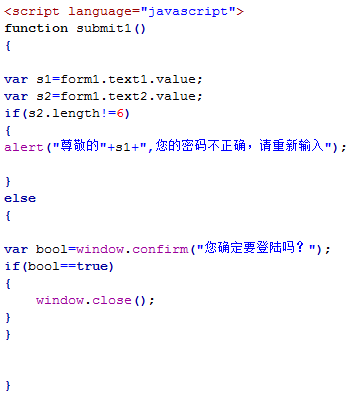 <script language="javascript">
function submit1()
{
var s1=form1.text1.value;
var s2=form1.text2.value;
if(s2.length!=6)
{
alert("尊敬的"+s1+",您的密码不正确，请重新输入");
}
else
{
var bool=window.confirm("您确定要登陆吗？");
if(bool==true)
{
    window.close();
}
}
}